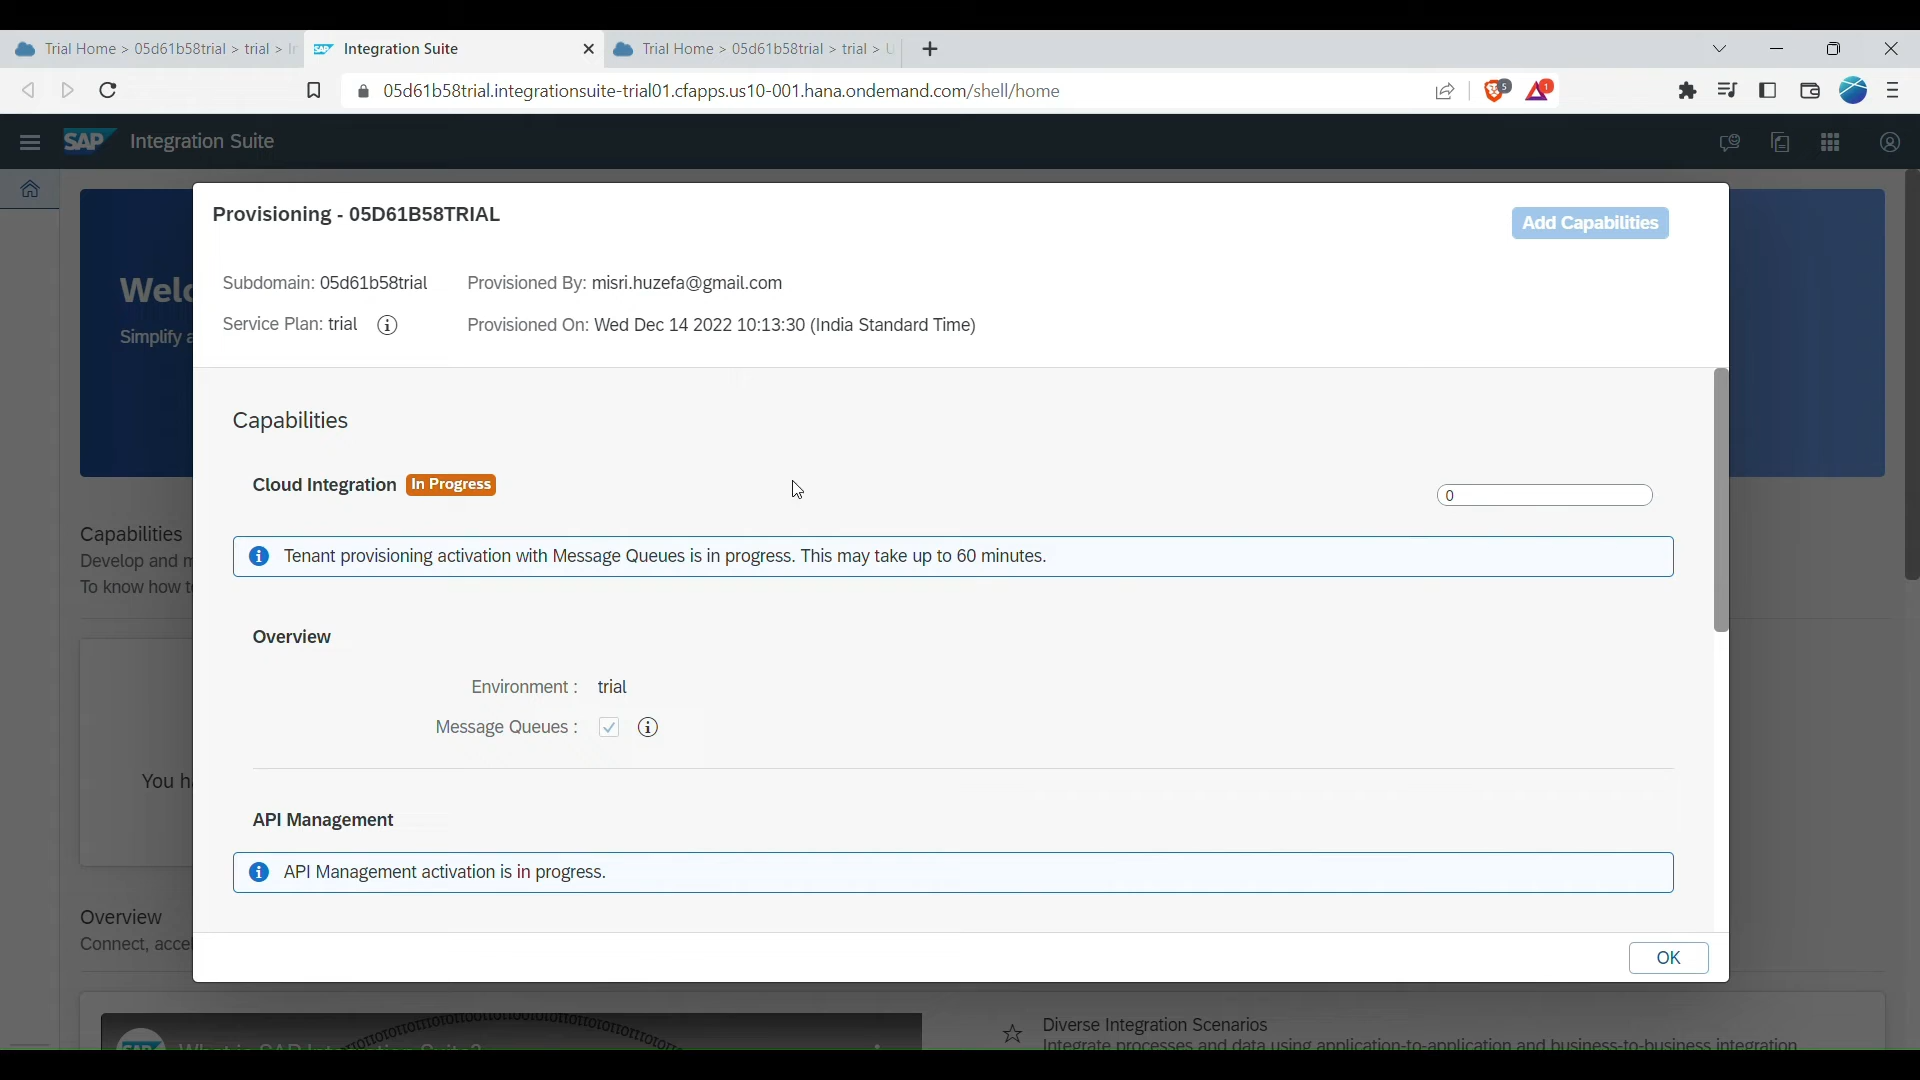 Trial Home > 05d61b58trial > trial >
Integration Suite
Trial Home > 05d61b58trial > trial >
05d61b58trial.integrationsuite-trial01.cfapps.us10-001.hana.ondemand.com/shell/home
5
1
SAP Integration Suite
Provisioning - 05D61B58TRIAL
Add Capabilities
Subdomain: 05d61b58trial
Provisioned By: misri.huzefa@gmail.com
Service Plan: trial
Provisioned On: Wed Dec 14 2022 10:13:30 (India Standard Time)
Welc
Simplify a
Capabilities
Cloud Integration In Progress
0
Capabilities
Develop and m
To know how t
Tenant provisioning activation with Message Queues is in progress. This may take up to 60 minutes.
Overview
Environment : trial
Message Queues :
You ha
API Management
API Management activation is in progress.
Overview
Connect, acce
OK
Diverse Integration Scenarios
Integrate processes and data using application-to-application and business-to-business integration
SAP What is SAP Integration Suite?